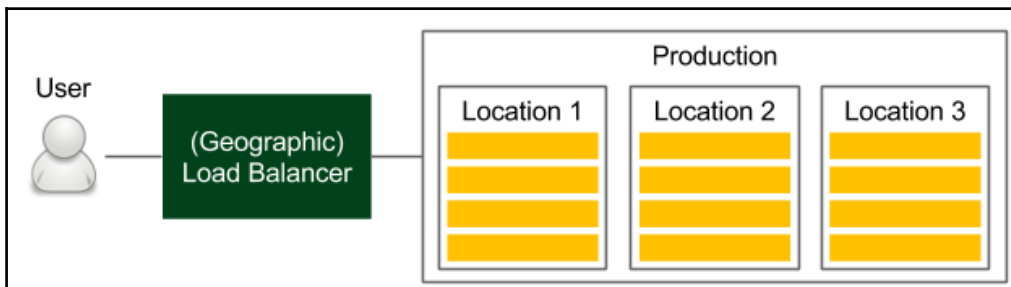 Production
User
Location 1
Location 2
Location 3
(Geographic)
Load Balancer